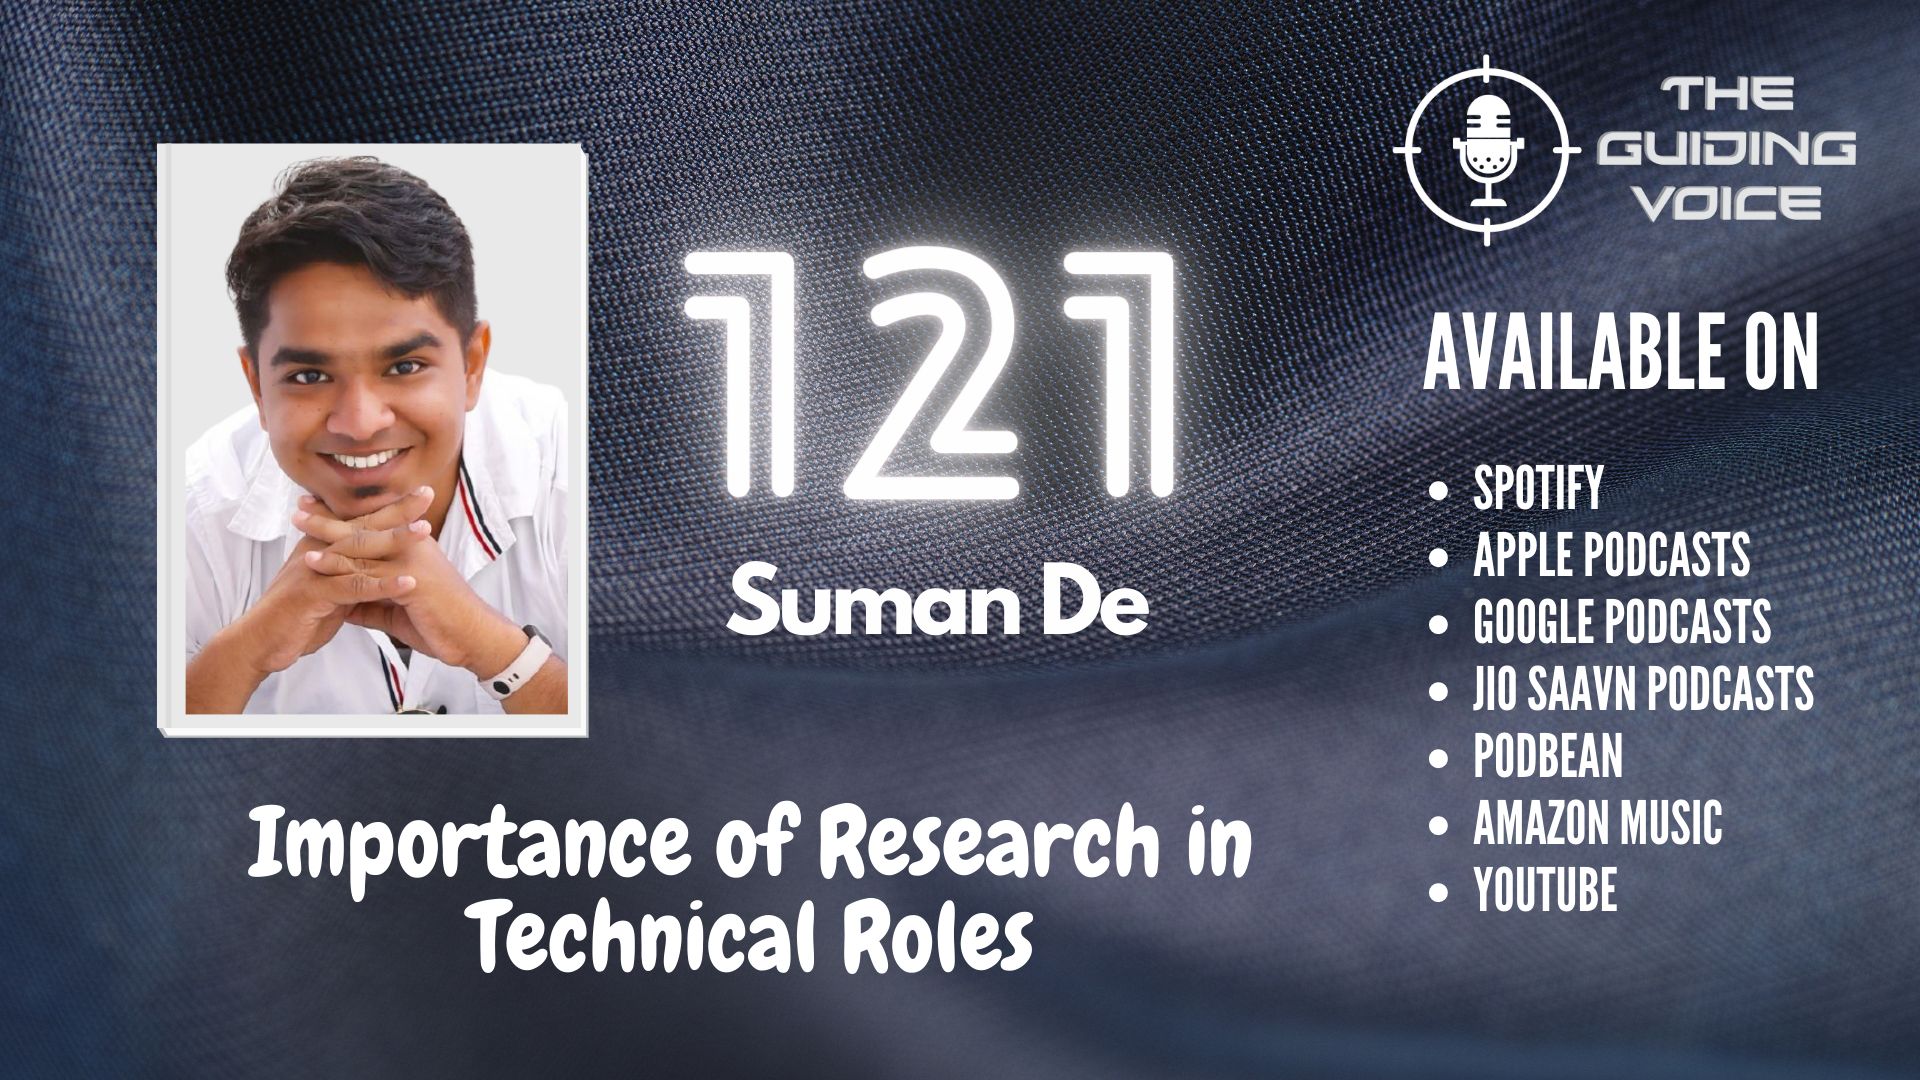 THE
GUIDING
VOICE
121
Suman De
Importance of Research in
Technical Roles
AVAILABLE ON
• SPOTIFY
• APPLE PODCASTS
• GOOGLE PODCASTS
• JIO SAAVN PODCASTS
• PODBEAN
• AMAZON MUSIC
• YOUTUBE